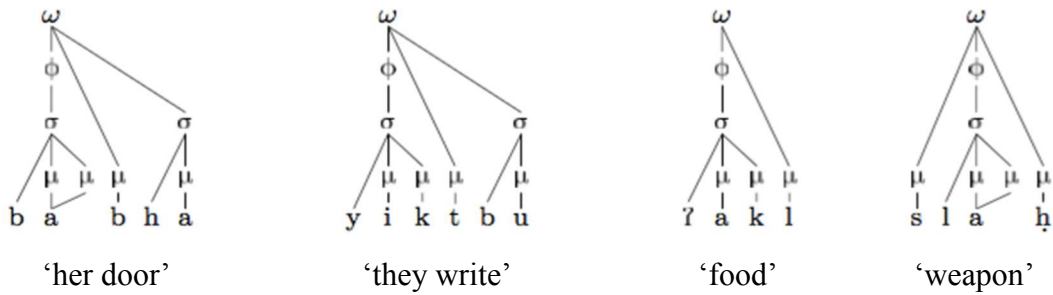 ω ω ω ω
ϕ ϕ ϕ ϕ
σ σ σ σ σ σ
μ μ μ μ μ μ μ μ μ μ μ μ μ μ μ
b a b h a y i k t b u ʔ a k l s l a ḥ
‘her door’ ‘they write’ ‘food’ ‘weapon’